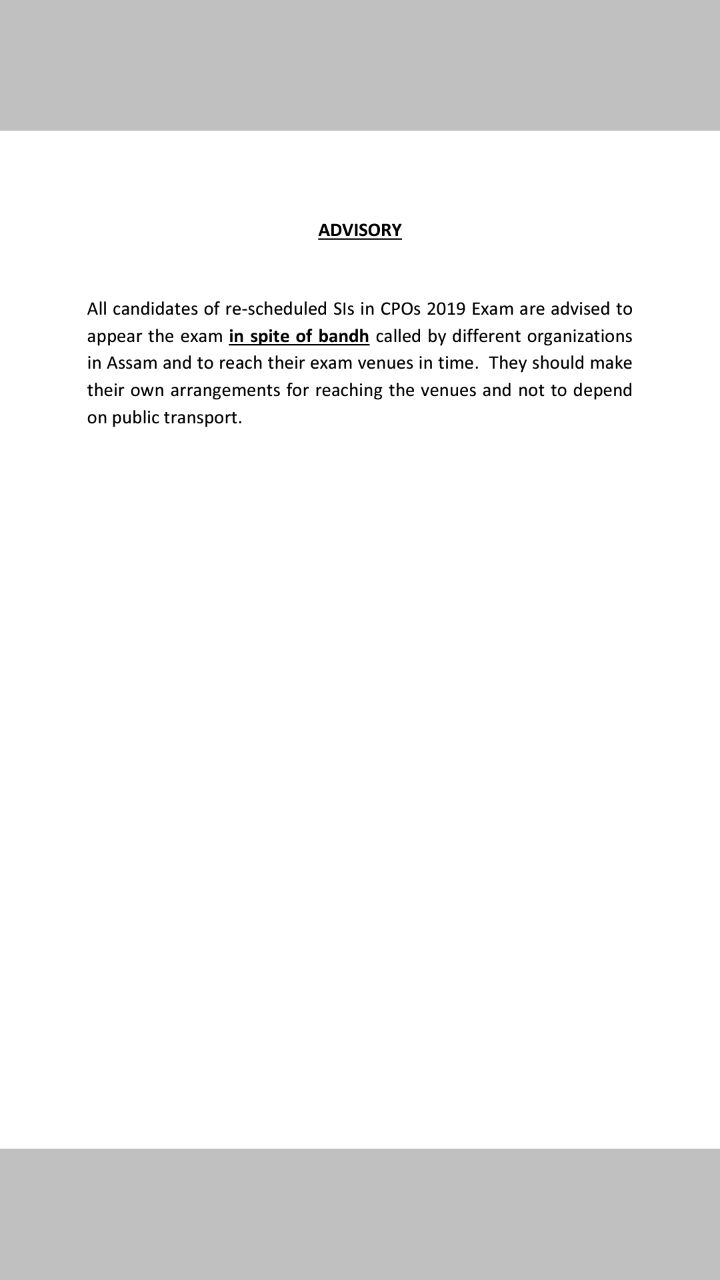 ADVISORY
All candidates of re-scheduled SIs in CPOs 2019 Exam are advised to
appear the exam in spite of bandh called by different organizations
in Assam and to reach their exam venues in time. They should make
their own arrangements for reaching the venues and not to depend
on public transport.